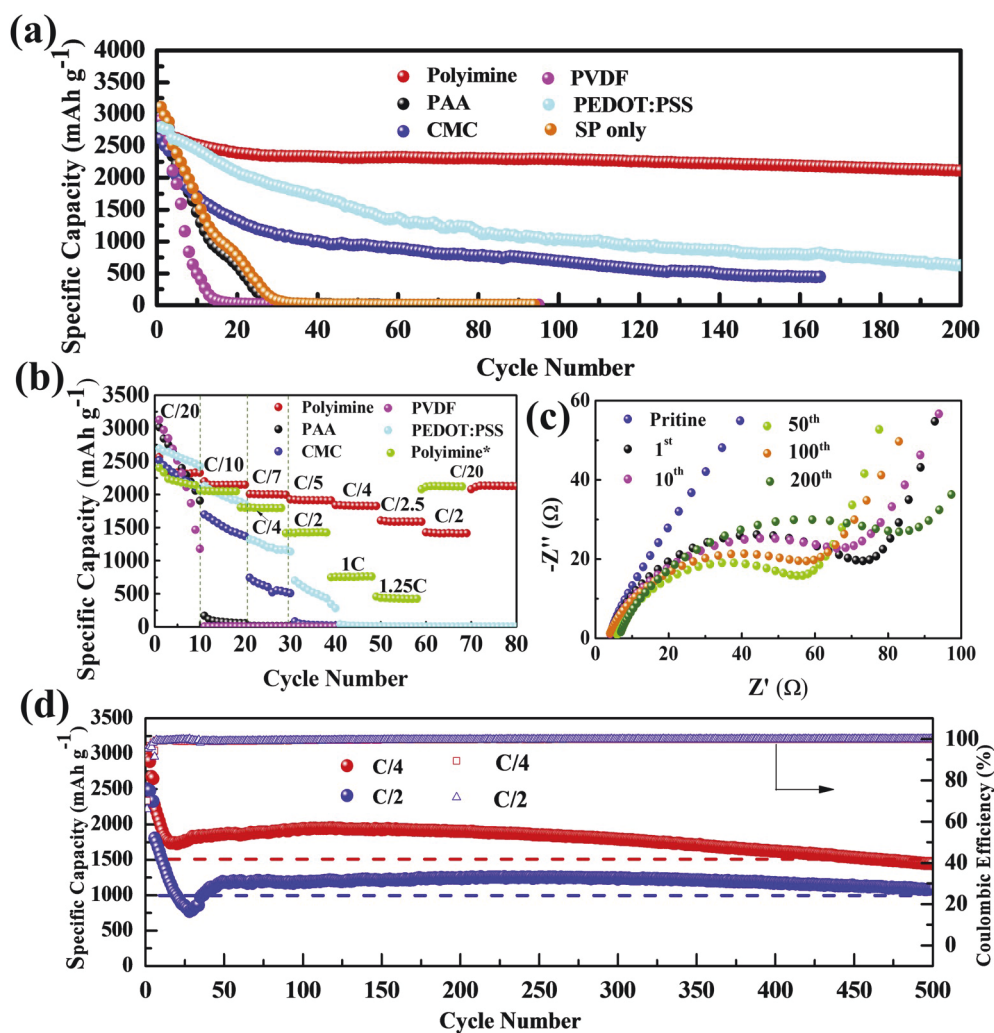 (a)
Specific Capacity (mAh g-1)
4000
3500
3000
2500
2000
1500
1000
500
0
Polyimine
PAA
CMC
PVDF
PEDOT:PSS
SP only
0 20 40 60 80 100 120 140 160 180 200
Cycle Number
(b)
Specific Capacity (mAh g-1)
3500
3000
2500
2000
1500
1000
500
0
C/20
Polyimine
PAA
CMC
PVDF
PEDOT:PSS
Polyimine*
C/10
C/7
C/5
C/4
C/2.5
C/20
C/2
C/4
C/2
1C
1.25C
0 10 20 30 40 50 60 70 80
Cycle Number
(c)
-Z'' (Ω)
60
40
20
0
Pritine
1st
10th
50th
100th
200th
0 20 40 60 80 100
Z' (Ω)
(d)
Specific Capacity (mAh g-1)
3500
3000
2500
2000
1500
1000
500
0
C/4
C/2
C/4
C/2
100
80
60
40
20
0
Coulombic Efficiency (%)
0 50 100 150 200 250 300 350 400 450 500
Cycle Number